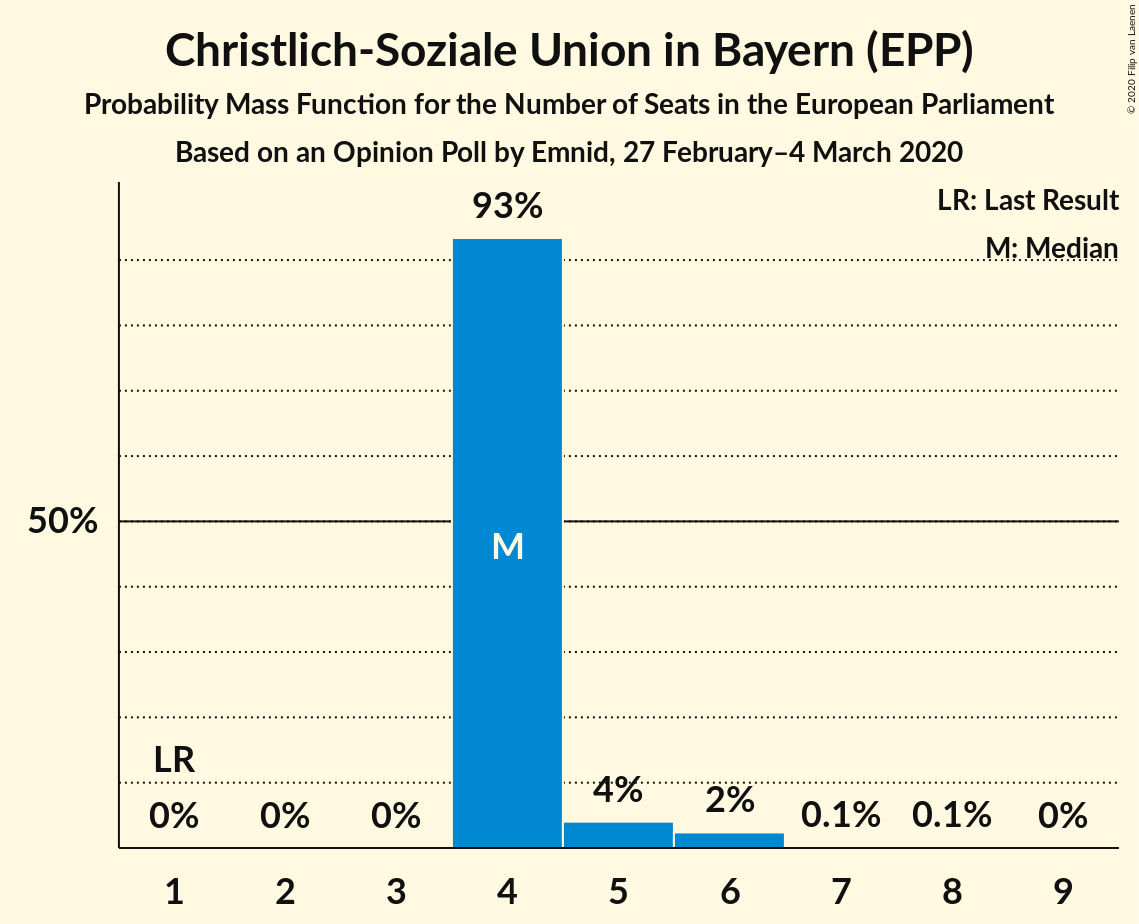 Christlich-Soziale Union in Bayern (EPP)
Probability Mass Function for the Number of Seats in the European Parliament
Based on an Opinion Poll by Emnid, 27 February–4 March 2020
© 2020 Filip van Laenen
LR: Last Result
M: Median
93%
50%
M
LR
0%
0%
0%
4%
2%
0.1%
0.1%
0%
1 2 3 4 5 6 7 8 9